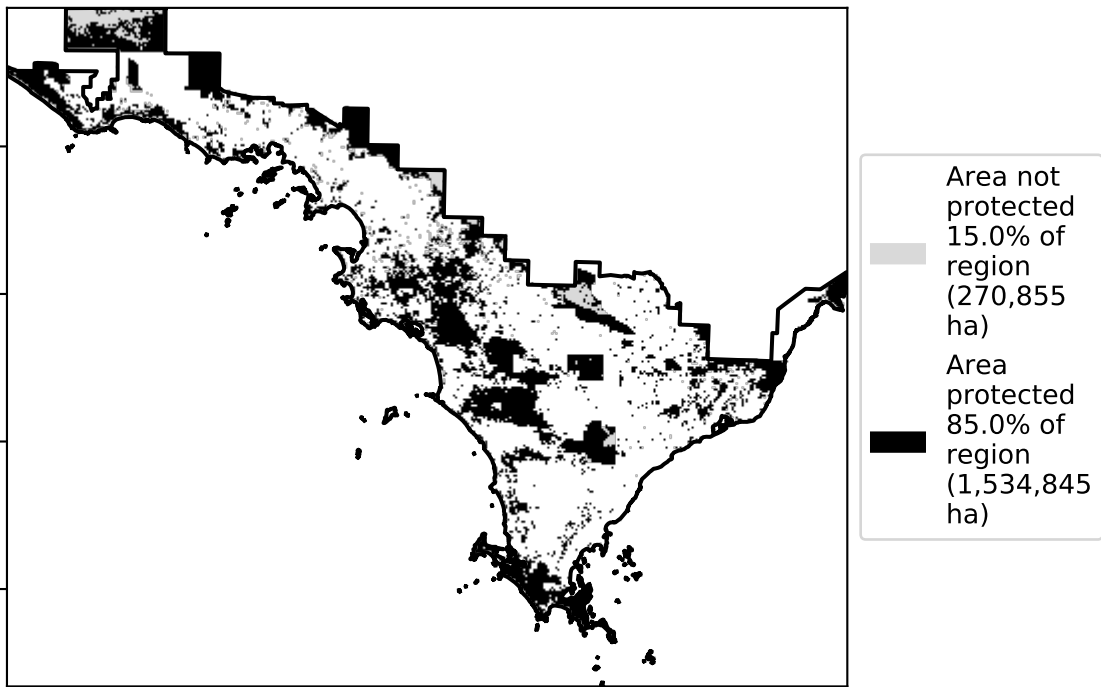 Area not
protected
15.0% of
region
(270,855
ha)
Area
protected
85.0% of
region
(1,534,845
ha)